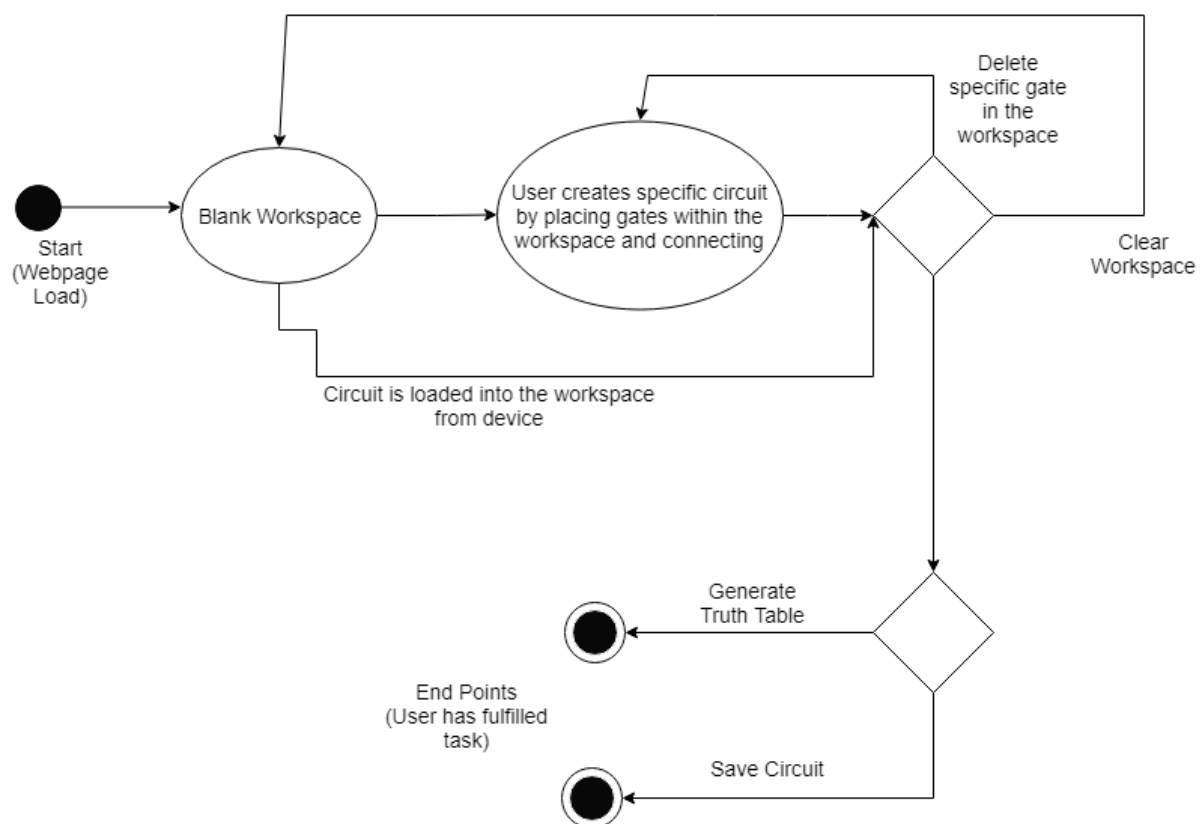 Delete
specific gate
in the
workspace
Blank Workspace
User creates specific circuit
by placing gates within the
workspace and connecting
Start
(Webpage
Load)
Clear
Workspace
Circuit is loaded into the workspace
from device
Generate
Truth Table
End Points
(User has fulfilled
task)
Save Circuit